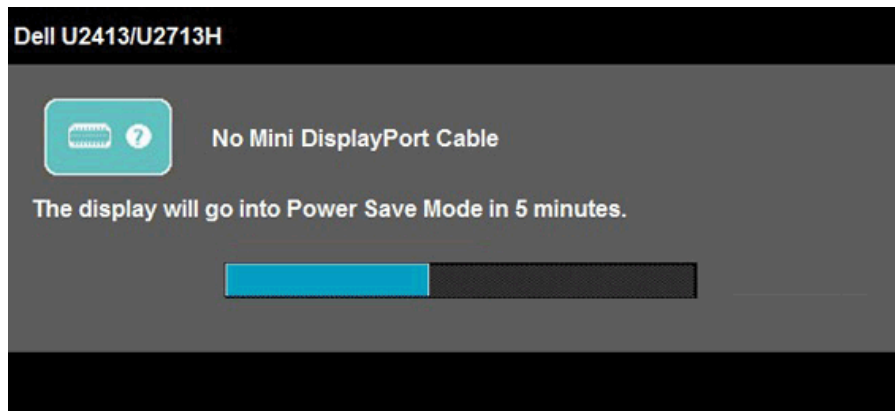 Dell U2413/U2713H
?
No Mini DisplayPort Cable
The display will go into Power Save Mode in 5 minutes.